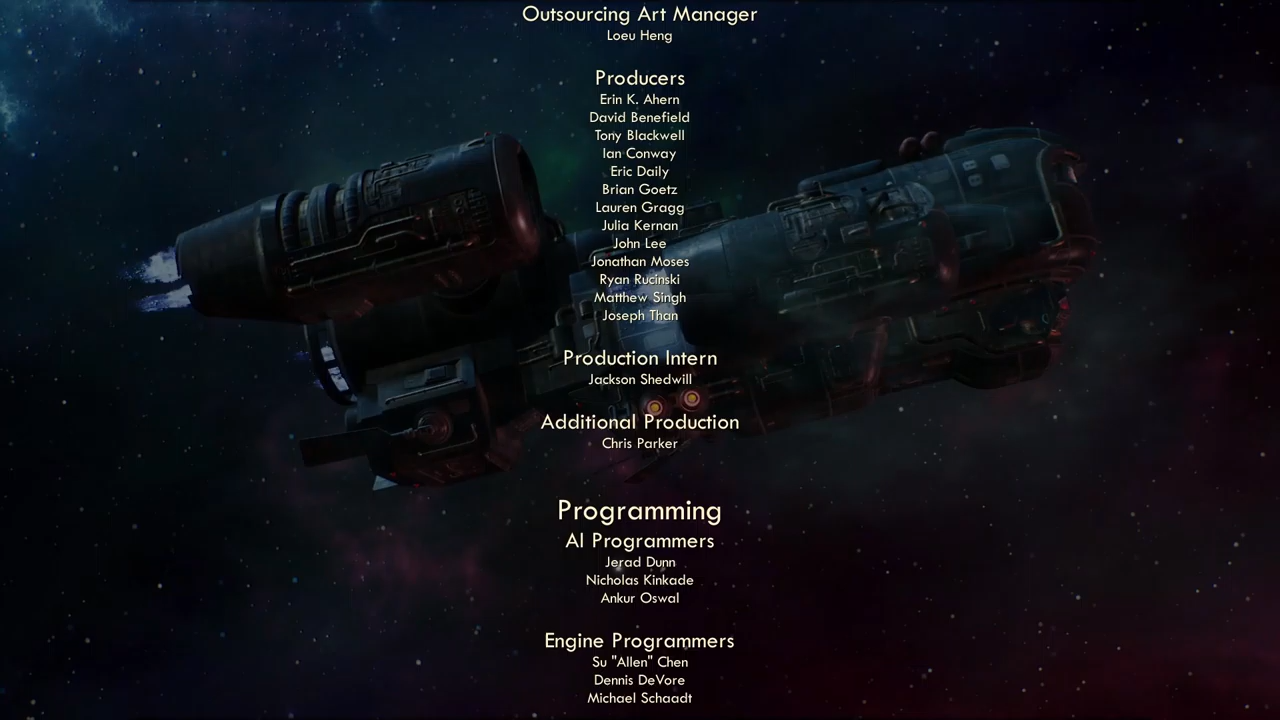 Outsourcing Art Manager
Loeu Heng
Producers
Erin K. Ahern
David Benefield
Tony Blackwell
Ian Conway
Eric Daily
Brian Goetz
Lauren Gragg
Julia Kernan
John Lee
Jonathan Moses
Ryan Rucinski
Matthew Singh
Joseph Than
Production Intern
Jackson Shedwill
Additional Production
Chris Parker
Programming
AI Programmers
Jerad Dunn
Nicholas Kinkade
Ankur Oswal
Engine Programmers
Su "Allen" Chen
Dennis DeVore
Michael Schaadt